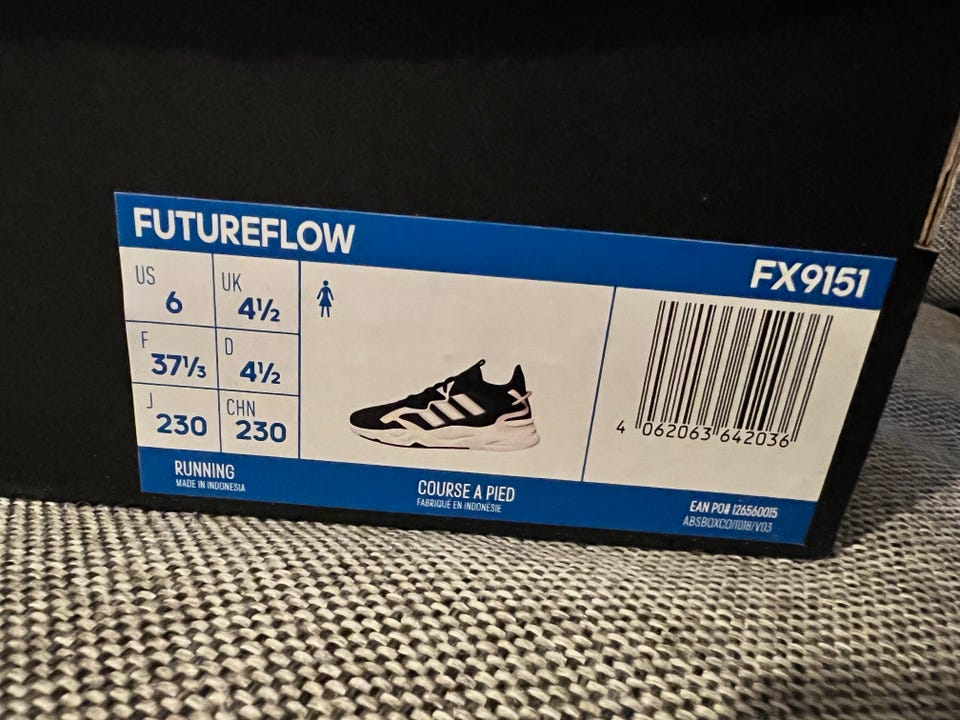 FUTUREFLOW
FX9151
US
6
UK
4½
F
37⅓
D
4½
J
230
CHN
230
4 062063 642036
RUNNING
MADE IN INDONESIA
COURSE A PIED
FABRIQUÉ EN INDONESIE
EAN PO# 126560015
ABSBOXCO/1018/V03